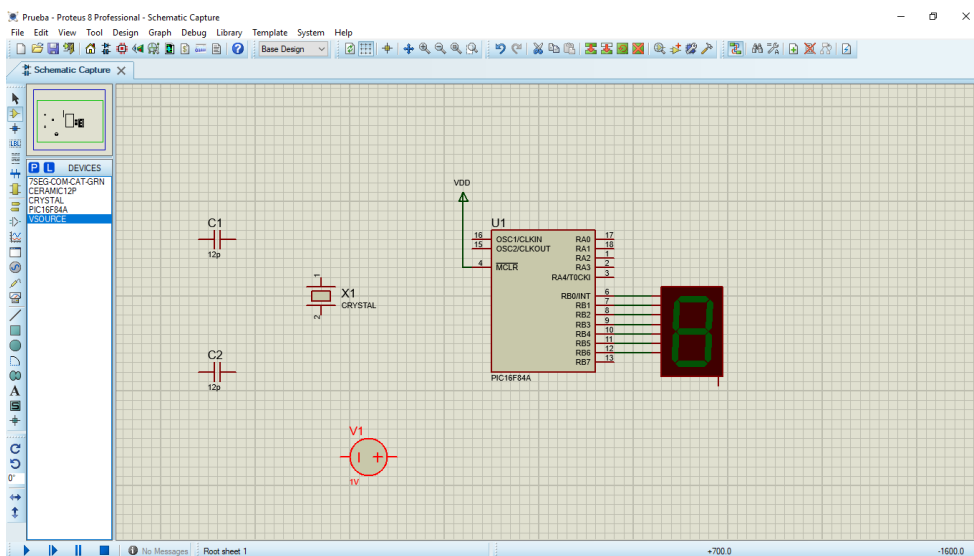 Prueba - Proteus 8 Professional - Schematic Capture
File Edit View Tool Design Graph Debug Library Template System Help
Base Design
Schematic Capture
P L DEVICES
7SEG-COM-CAT-GRN
CERAMIC12P
CRYSTAL
PIC16F84A
VSOURCE
LBL
A
S
0°
C1
12p
X1
CRYSTAL
1
2
C2
12p
V1
1V
VDD
U1
16 OSC1/CLKIN RA0 17
15 OSC2/CLKOUT RA1 18
RA2 1
4 MCLR RA3 2
RA4/T0CKI 3
RB0/INT 6
RB1 7
RB2 8
RB3 9
RB4 10
RB5 11
RB6 12
RB7 13
PIC16F84A
No Messages Root sheet 1 +700.0 -1600.0